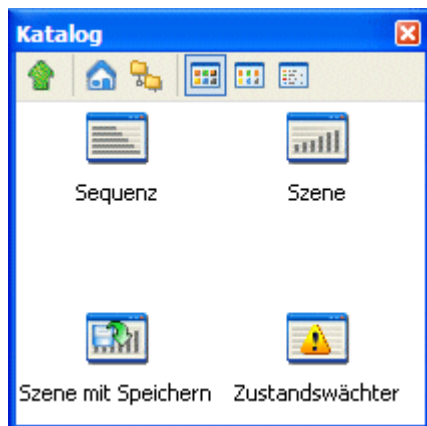 Katalog
Sequenz
Szene
Szene mit Speichern
Zustandswächter